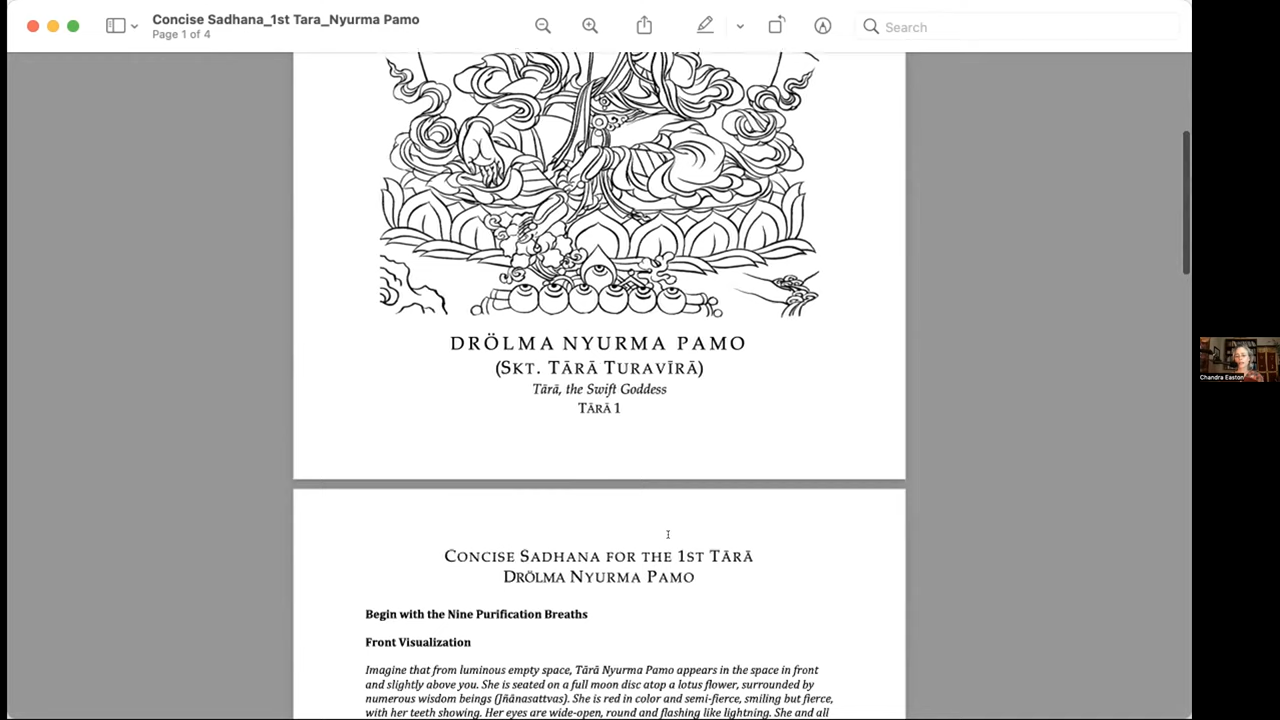 Concise Sadhana_1st Tara_Nyurma Pamo
Page 1 of 4
Search
DRÖLMA NYURMA PAMO
(SKT. TĀRĀ TURAVĪRĀ)
Tārā, the Swift Goddess
TĀRĀ 1
CONCISE SADHANA FOR THE 1ST TĀRĀ
DRÖLMA NYURMA PAMO
Begin with the Nine Purification Breaths
Front Visualization
Imagine that from luminous empty space, Tārā Nyurma Pamo appears in the space in front
and slightly above you. She is seated on a full moon disc atop a lotus flower, surrounded by
numerous wisdom beings (Jñānasattvas). She is red in color and semi-fierce, smiling but fierce,
with her teeth showing. Her eyes are wide-open, round and flashing like lightning. She and all
Chandra Easton